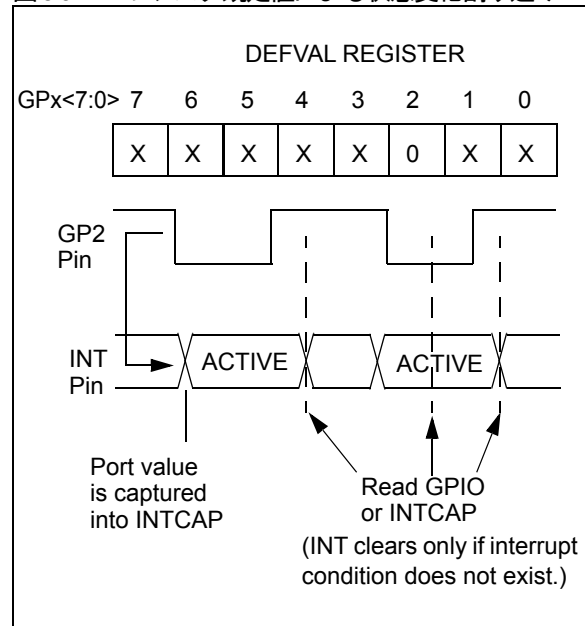 DEFVAL REGISTER
GPx<7:0> 7 6 5 4 3 2 1 0
X X X X X 0 X X
GP2
Pin
INT
Pin
ACTIVE
ACTIVE
Port value
is captured
into INTCAP
Read GPIO
or INTCAP
(INT clears only if interrupt
condition does not exist.)